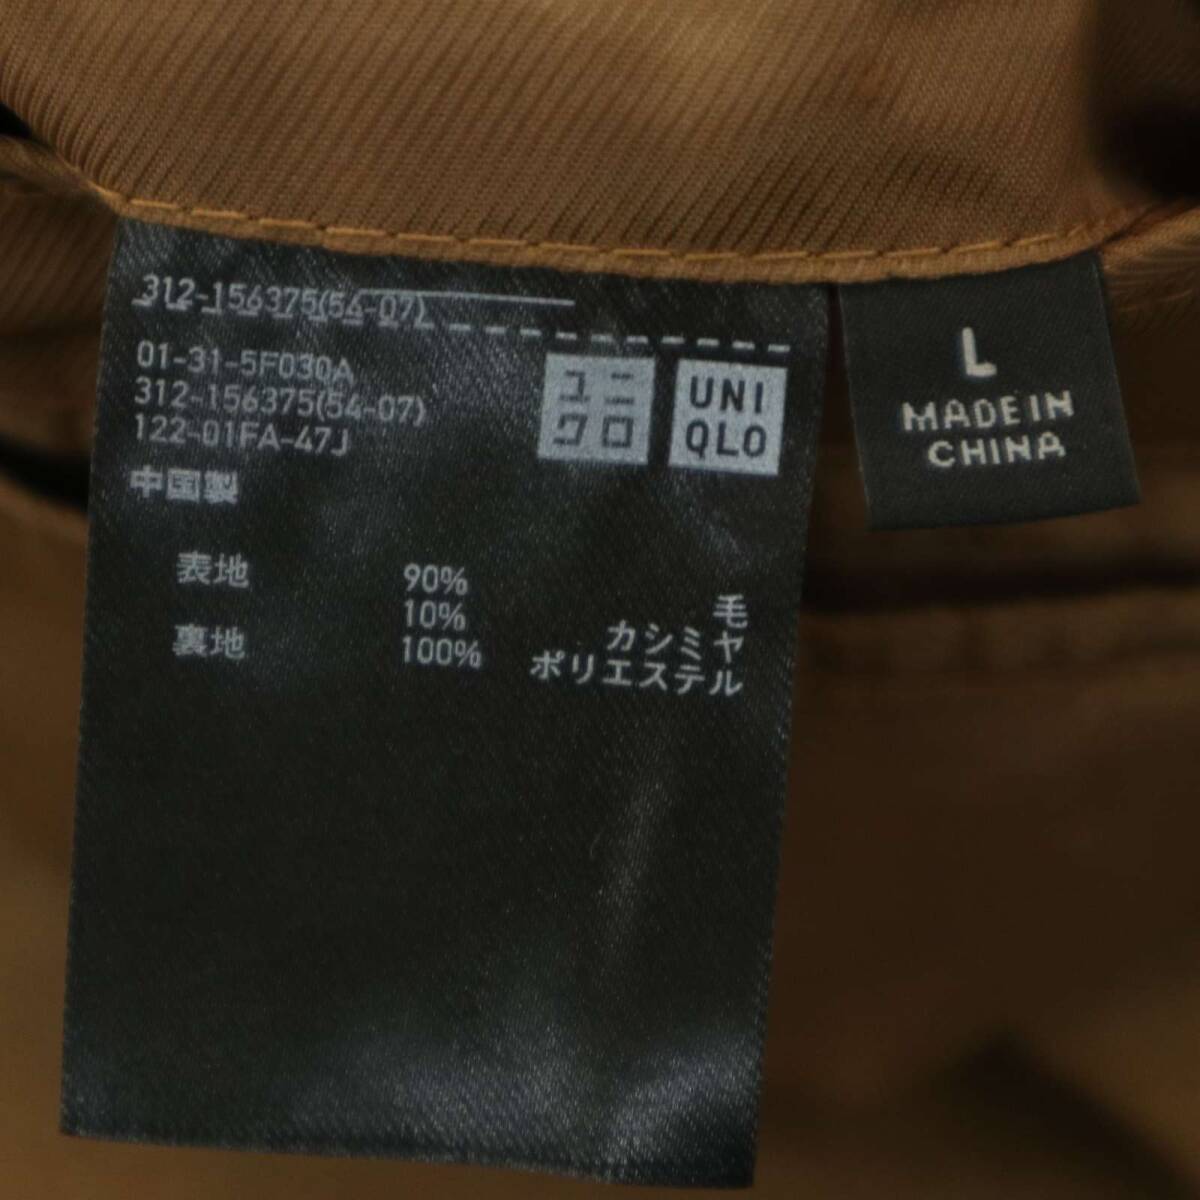 312-156375(54-07)
01-31-5F030A
312-156375(54-07)
122-01FA-47J
中国製
ユニ
クロ
UNI
QLO
表地 90% 毛
10% カシミヤ
裏地 100% ポリエステル
L
MADE IN
CHINA